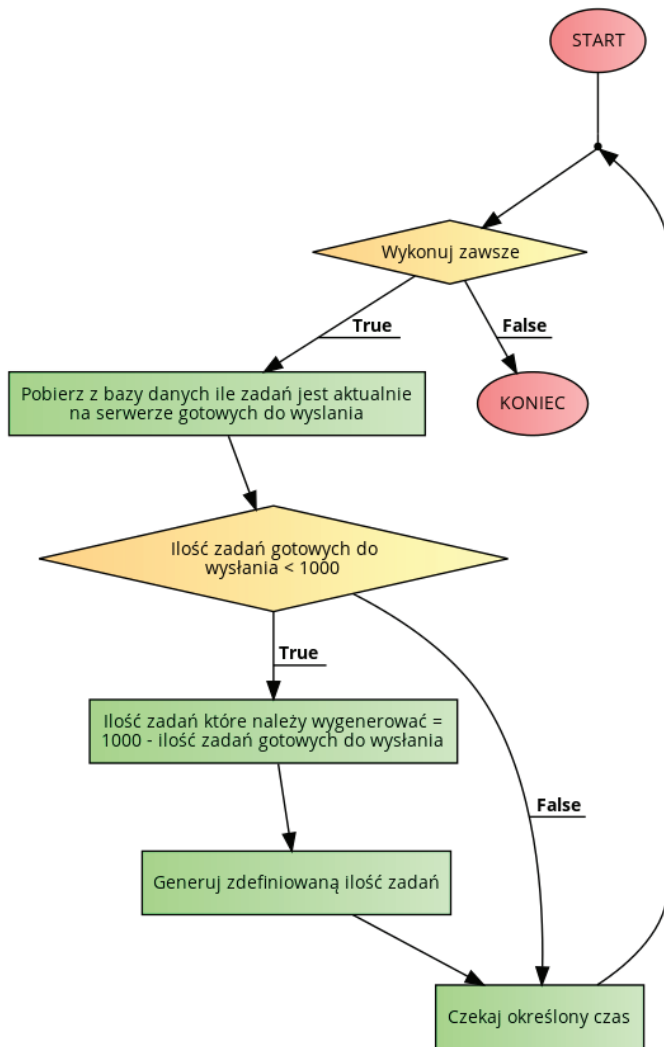 START
Wykonuj zawsze
True
False
Pobierz z bazy danych ile zadań jest aktualnie
na serwerze gotowych do wyslania
KONIEC
Ilość zadań gotowych do
wysłania < 1000
True
Ilość zadań które należy wygenerować =
1000 - ilość zadań gotowych do wysłania
False
Generuj zdefiniowaną ilość zadań
Czekaj określony czas